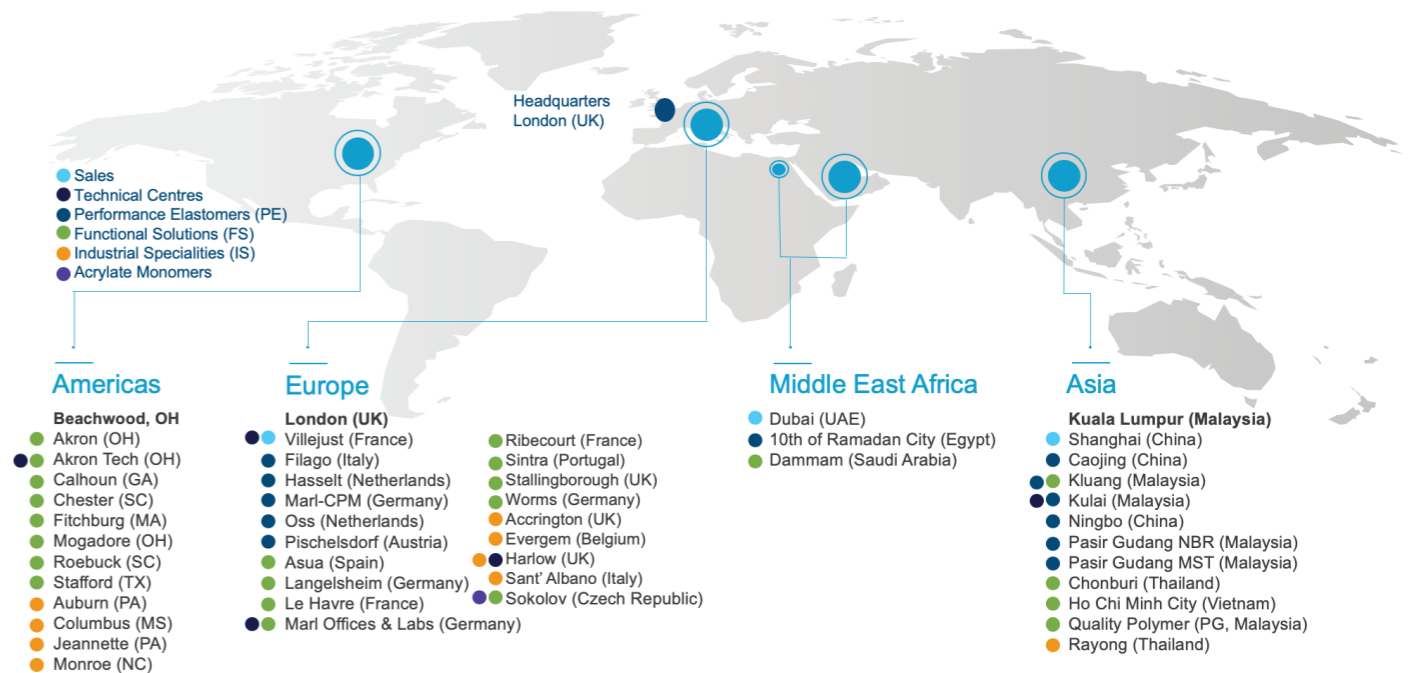 Headquarters
London (UK)
Sales
Technical Centres
Performance Elastomers (PE)
Functional Solutions (FS)
Industrial Specialities (IS)
Acrylate Monomers
Americas
Beachwood, OH
Akron (OH)
Akron Tech (OH)
Calhoun (GA)
Chester (SC)
Fitchburg (MA)
Mogadore (OH)
Roebuck (SC)
Stafford (TX)
Auburn (PA)
Columbus (MS)
Jeannette (PA)
Monroe (NC)
Europe
London (UK)
Villejust (France)
Filago (Italy)
Hasselt (Netherlands)
Marl-CPM (Germany)
Oss (Netherlands)
Pischelsdorf (Austria)
Asua (Spain)
Langelsheim (Germany)
Le Havre (France)
Marl Offices & Labs (Germany)
Ribecourt (France)
Sintra (Portugal)
Stallingborough (UK)
Worms (Germany)
Accrington (UK)
Evergem (Belgium)
Harlow (UK)
Sant' Albano (Italy)
Sokolov (Czech Republic)
Middle East Africa
Dubai (UAE)
10th of Ramadan City (Egypt)
Dammam (Saudi Arabia)
Asia
Kuala Lumpur (Malaysia)
Shanghai (China)
Caojing (China)
Kluang (Malaysia)
Kulai (Malaysia)
Ningbo (China)
Pasir Gudang NBR (Malaysia)
Pasir Gudang MST (Malaysia)
Chonburi (Thailand)
Ho Chi Minh City (Vietnam)
Quality Polymer (PG, Malaysia)
Rayong (Thailand)